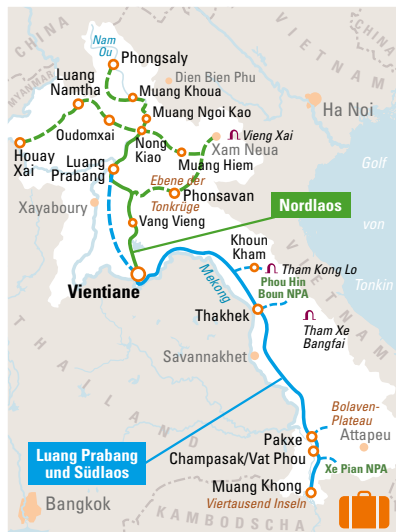 CHINA
CHINA
VIETNAM
MYANMAR
Nam
Ou
Phongsaly
Dien Bien Phu
Luang
Namtha
Muang Khoua
Ha Noi
Muang Ngoi Kao
Oudomxai
Vieng Xai
Nong
Kiao
Xam Neua
Houay
Xai
Muang Hiem
Luang
Prabang
Ebene der
Tonkrüge
Phonsavan
Golf
von
Tonkin
Xayaboury
Nordlaos
Vang Vieng
Khoun
Kham
Tham Kong Lo
Vientiane
Mekong
Phou Hin
Boun NPA
Thakhek
Tham Xe
Bangfai
VIETNAM
THAILAND
Savannakhet
Bolaven-
Plateau
Luang Prabang
und Südlaos
Pakxe
Attapeu
Champasak/Vat Phou
Xe Pian NPA
Muang Khong
Viertausend Inseln
Bangkok
KAMBODSCHA